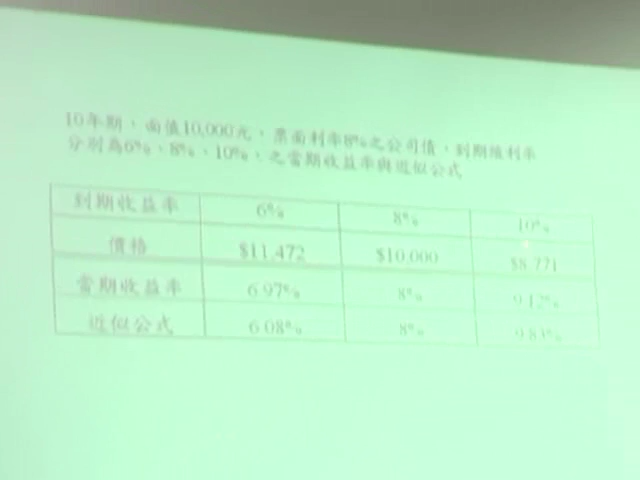 10年期、面值10,000元，票面利率8%之公司債，到期殖利率
分別為6%、8%、10%，之當期收益率與近似公式
到期收益率 6% 8% 10%
價格 $11,472 $10,000 $8,771
當期收益率 6.97% 8% 9.12%
近似公式 6.08% 8% 9.83%